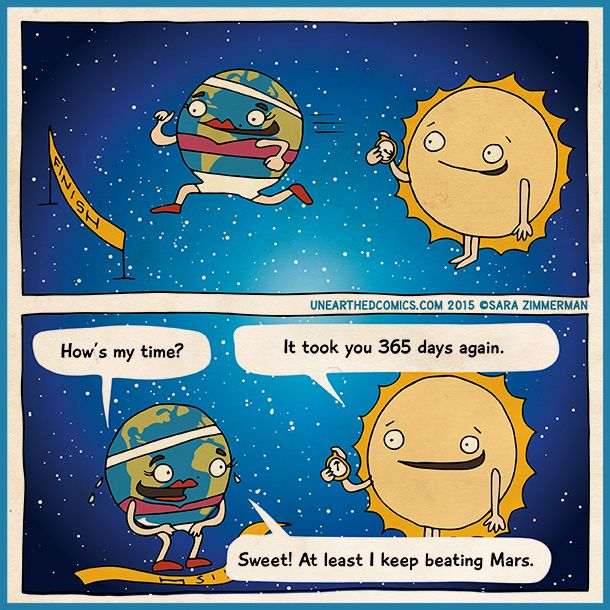 FINISH
UNEARTHEDCOMICS.COM 2015 ©SARA ZIMMERMAN
How's my time?
It took you 365 days again.
Sweet! At least I keep beating Mars.